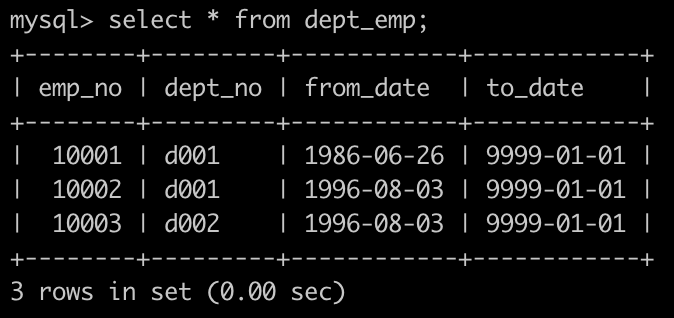 mysql> select * from dept_emp;
+--------+---------+------------+------------+
| emp_no | dept_no | from_date  | to_date    |
+--------+---------+------------+------------+
|  10001 | d001    | 1986-06-26 | 9999-01-01 |
|  10002 | d001    | 1996-08-03 | 9999-01-01 |
|  10003 | d002    | 1996-08-03 | 9999-01-01 |
+--------+---------+------------+------------+
3 rows in set (0.00 sec)